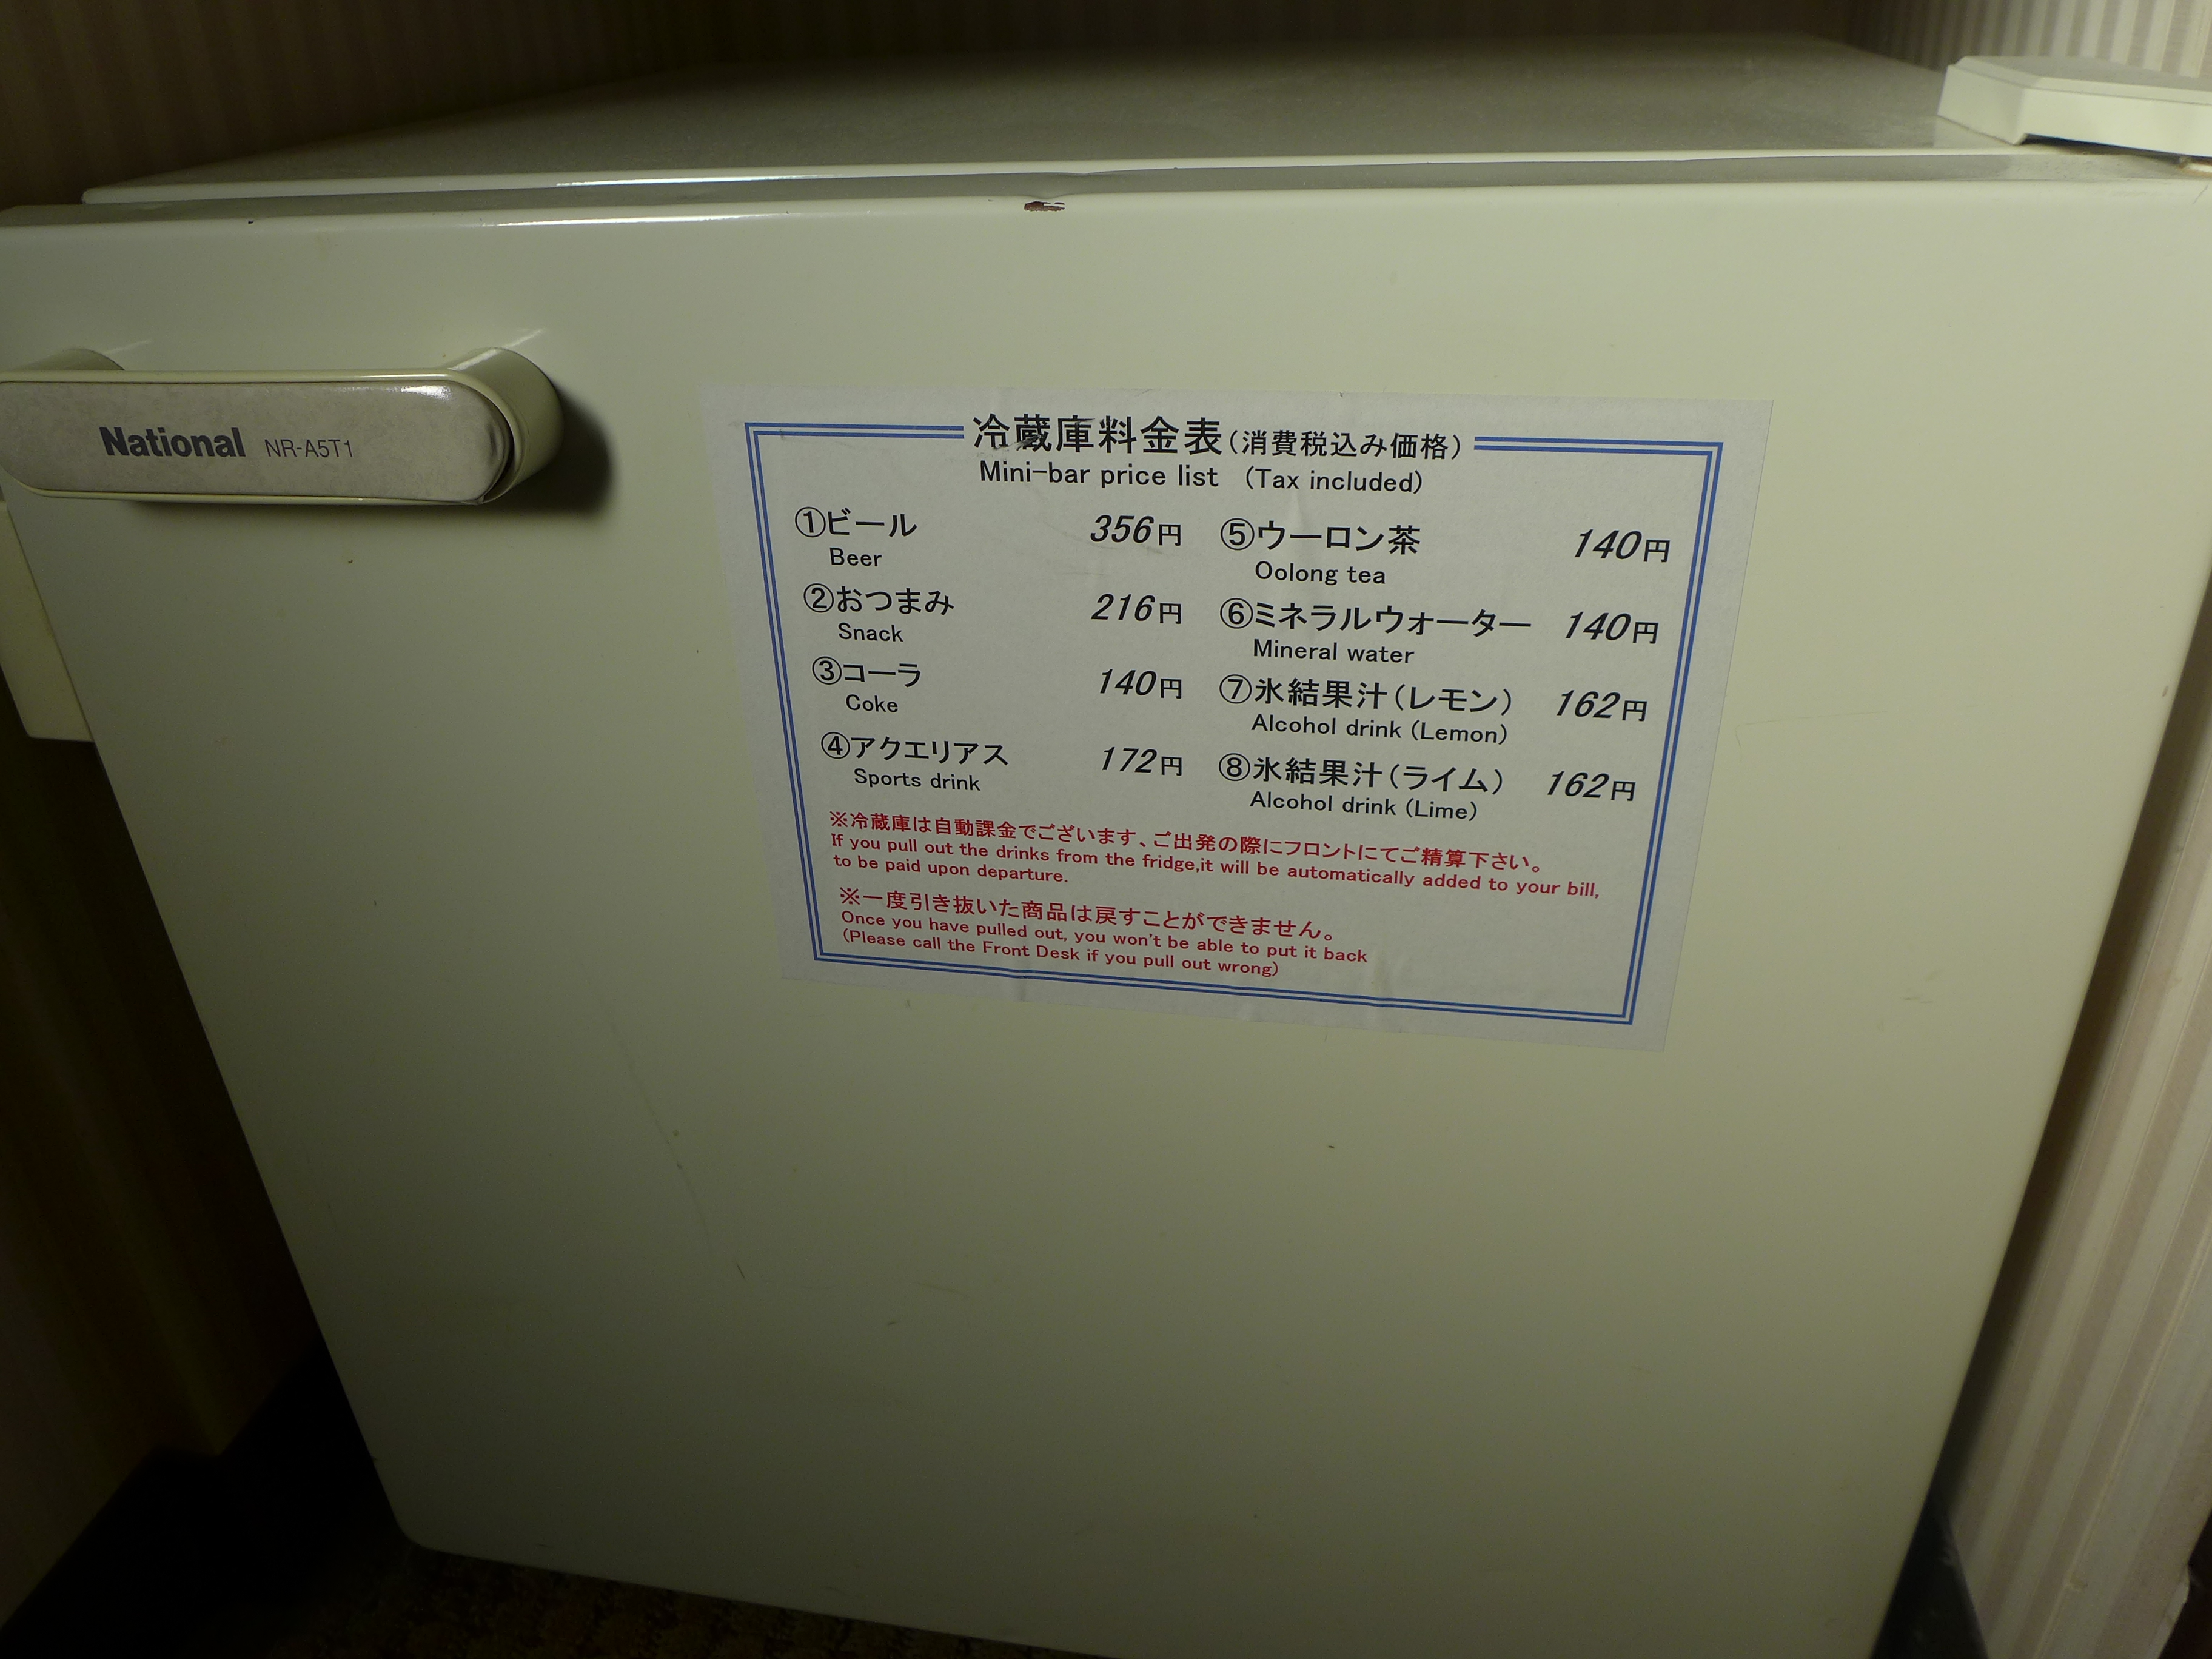 National NR-A5T1
冷蔵庫料金表(消費税込み価格)
Mini-bar price list (Tax included)
①ビール 356円
Beer
②おつまみ 216円
Snack
③コーラ 140円
Coke
④アクエリアス 172円
Sports drink
⑤ウーロン茶 140円
Oolong tea
⑥ミネラルウォーター 140円
Mineral water
⑦氷結果汁(レモン) 162円
Alcohol drink (Lemon)
⑧氷結果汁(ライム) 162円
Alcohol drink (Lime)
※冷蔵庫は自動課金でございます、ご出発の際にフロントにてご精算下さい。
If you pull out the drinks from the fridge,it will be automatically added to your bill,
to be paid upon departure.
※一度引き抜いた商品は戻すことができません。
Once you have pulled out, you won't be able to put it back
(Please call the Front Desk if you pull out wrong)